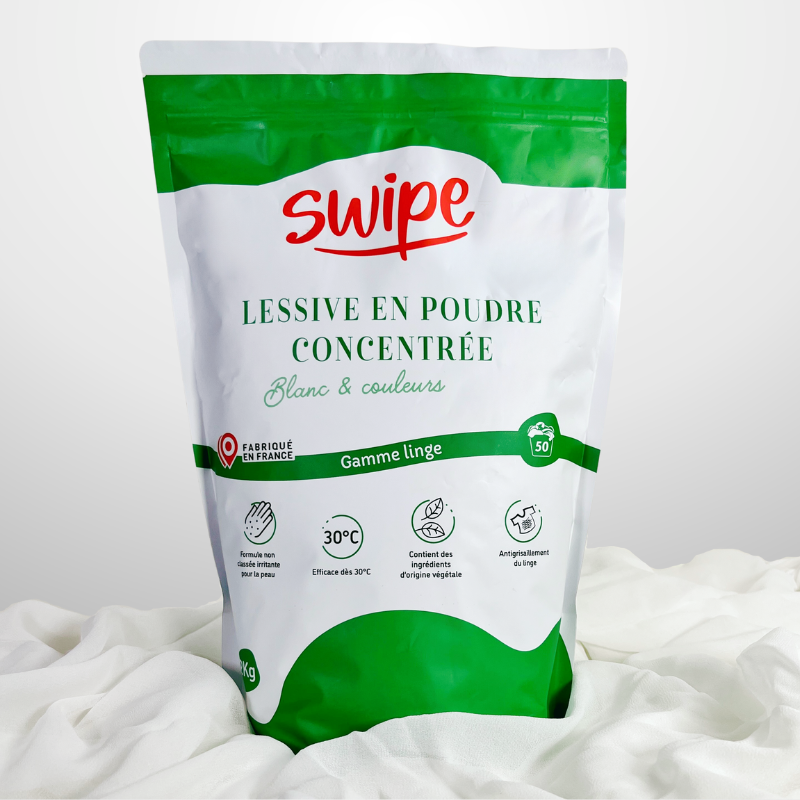 swipe
LESSIVE EN POUDRE
CONCENTRÉE
Blanc & couleurs
FABRIQUÉ
EN FRANCE
Gamme linge
50
Formule non
classée irritante
pour la peau
30°C
Efficace dès 30°C
Contient des
ingrédients
d'origine végétale
Antigrisaillement
du linge
Kg